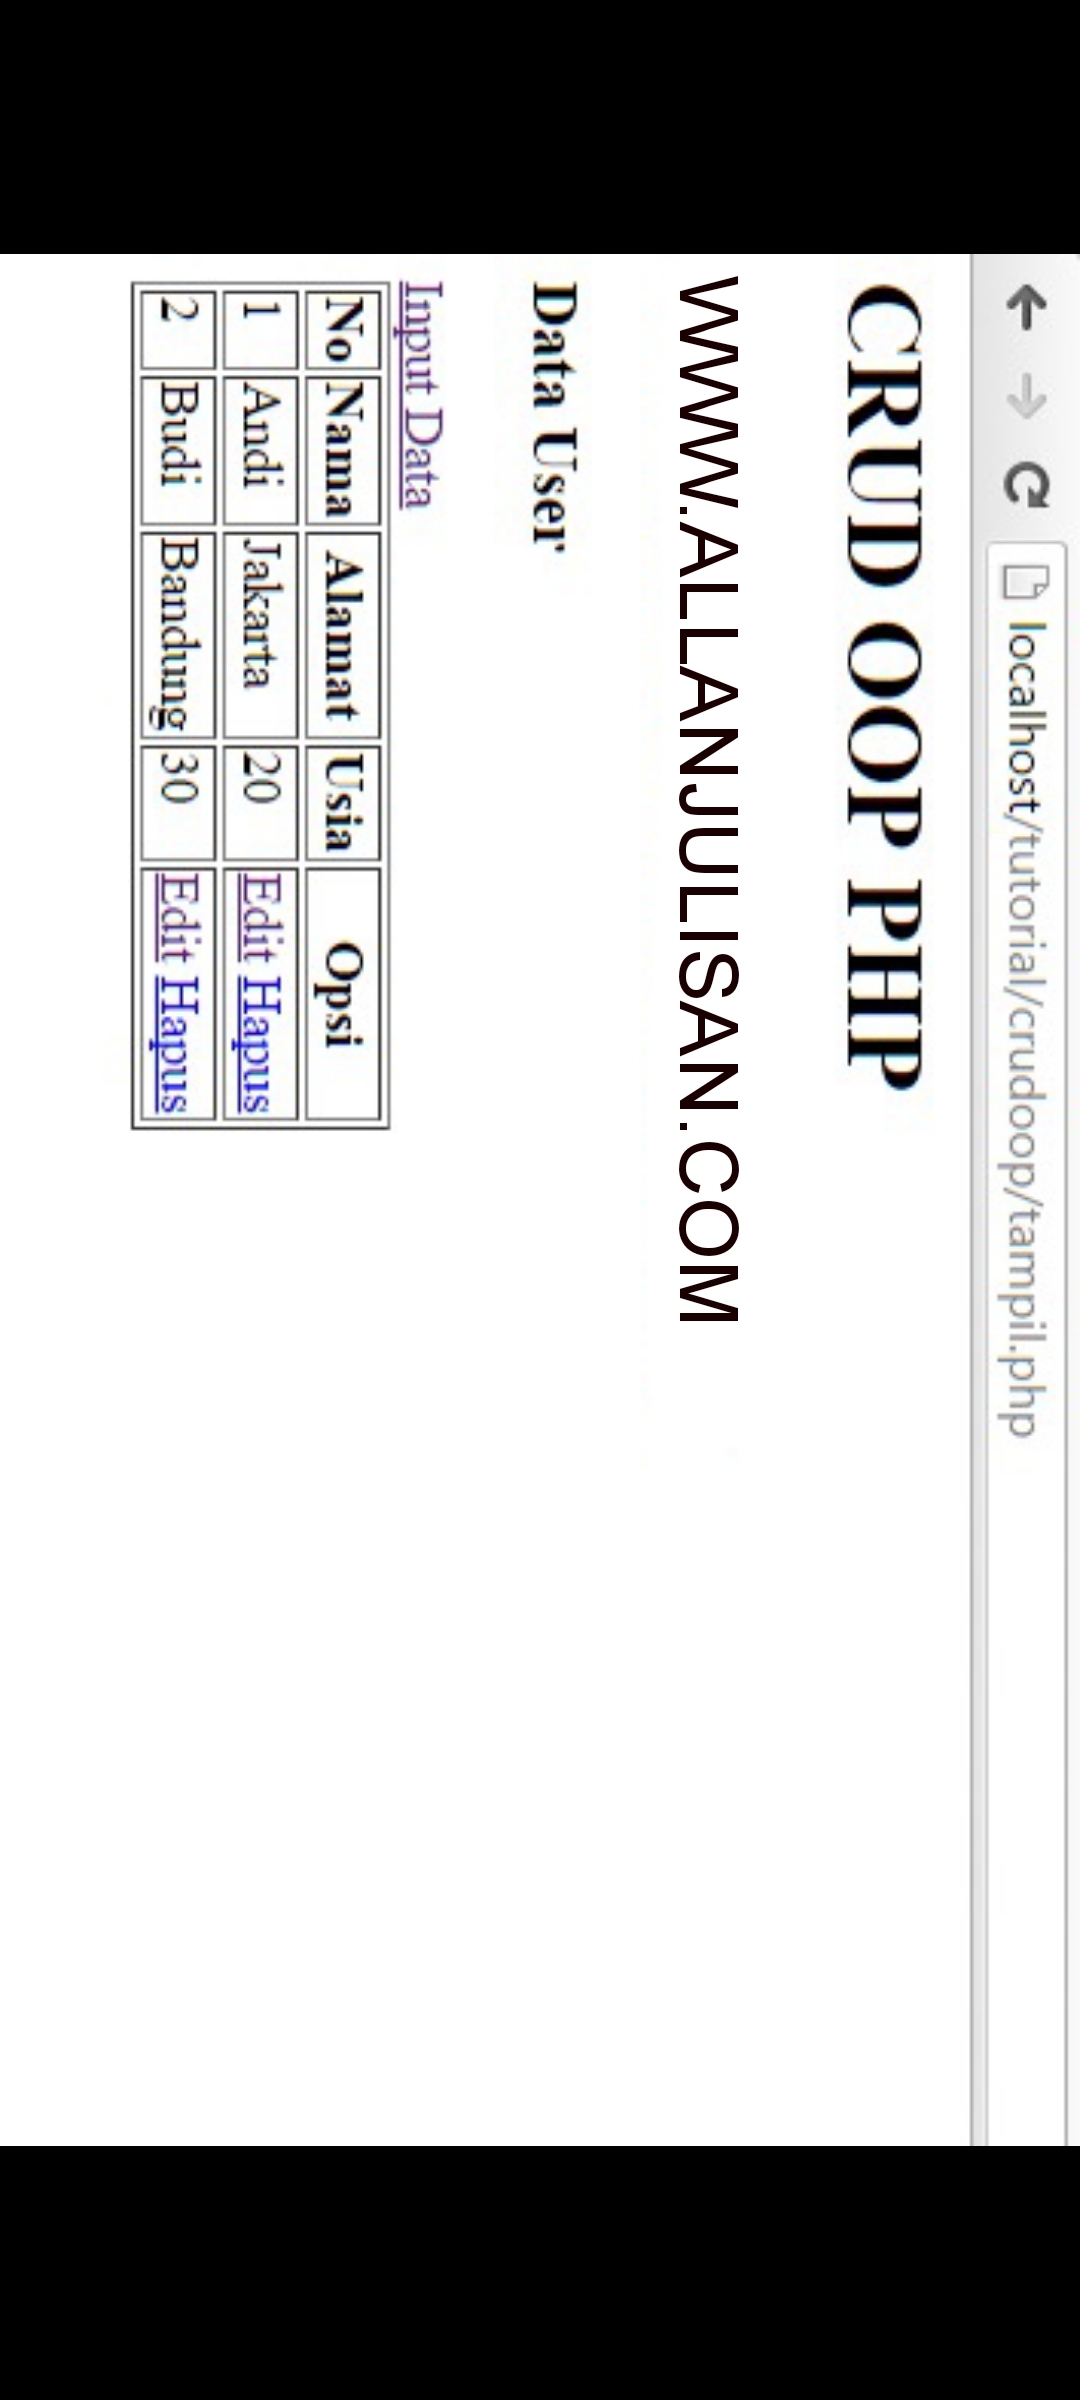 localhost/tutorial/crudoop/tampil.php
CRUD OOP PHP
WWW.ALLANJULISAN.COM
Data User
Input Data
No Nama Alamat Usia Opsi
1 Andi Jakarta 20 Edit Hapus
2 Budi Bandung 30 Edit Hapus